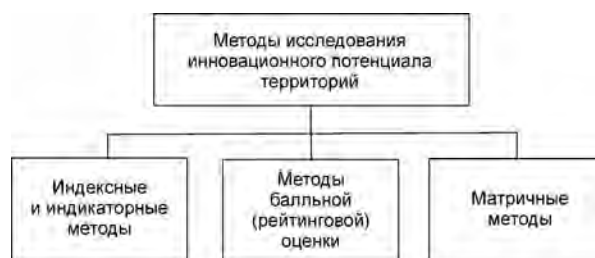 Методы исследования
инновационного потенциала
территорий
Индексные
и индикаторные
методы
Методы
балльной
(рейтинговой)
оценки
Матричные
методы